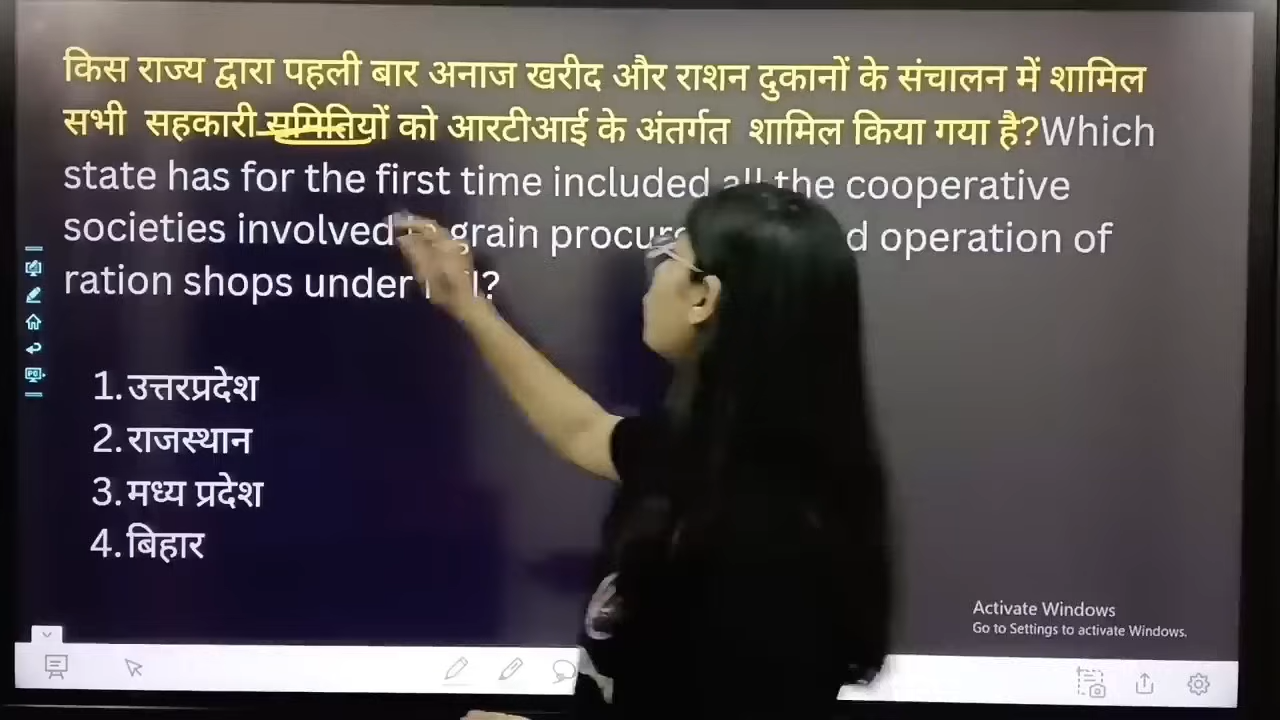 किस राज्य द्वारा पहली बार अनाज खरीद और राशन दुकानों के संचालन में शामिल
सभी सहकारी समितियों को आरटीआई के अंतर्गत शामिल किया गया है?Which
state has for the first time included all the cooperative
societies involved grain d operation of
ration shops under
1.उत्तरप्रदेश
2.राजस्थान
3.मध्य प्रदेश
4.बिहार
Activate Windows
Go to Settings to activate Windows.